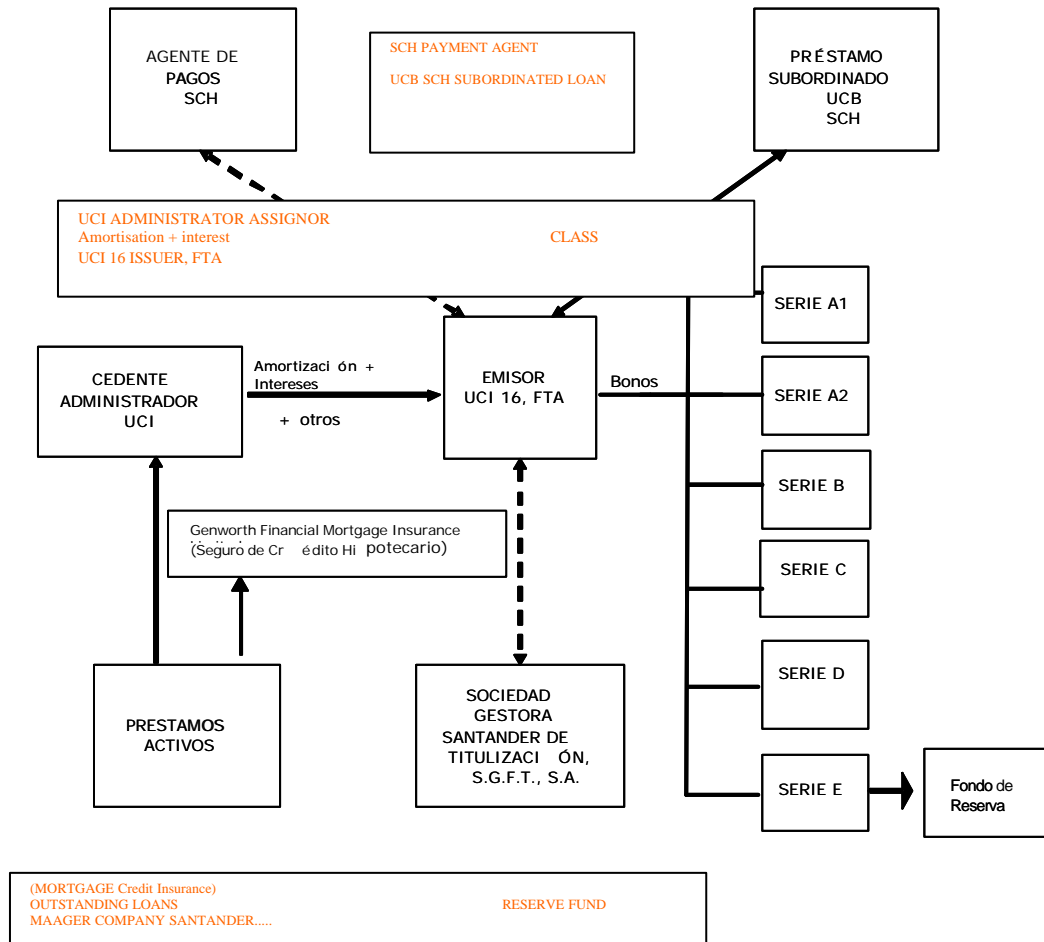 AGENTE DE
PAGOS
SCH
SCH PAYMENT AGENT
UCB SCH SUBORDINATED LOAN
PRÉSTAMO
SUBORDINADO
UCB
SCH
UCI ADMINISTRATOR ASSIGNOR
Amortisation + interest CLASS
UCI 16 ISSUER, FTA
SERIE A1
CEDENTE
ADMINISTRADOR
UCI
Amortizaci ón +
Intereses
+ otros
EMISOR
UCI 16, FTA
Bonos
SERIE A2
SERIE B
Genworth Financial Mortgage Insurance
(Seguro de Cr édito Hi potecario)
SERIE C
PRESTAMOS
ACTIVOS
SOCIEDAD
GESTORA
SANTANDER DE
TITULIZACI ÓN,
S.G.F.T., S.A.
SERIE D
SERIE E
Fondo de
Reserva
(MORTGAGE Credit Insurance)
OUTSTANDING LOANS RESERVE FUND
MAAGER COMPANY SANTANDER.....